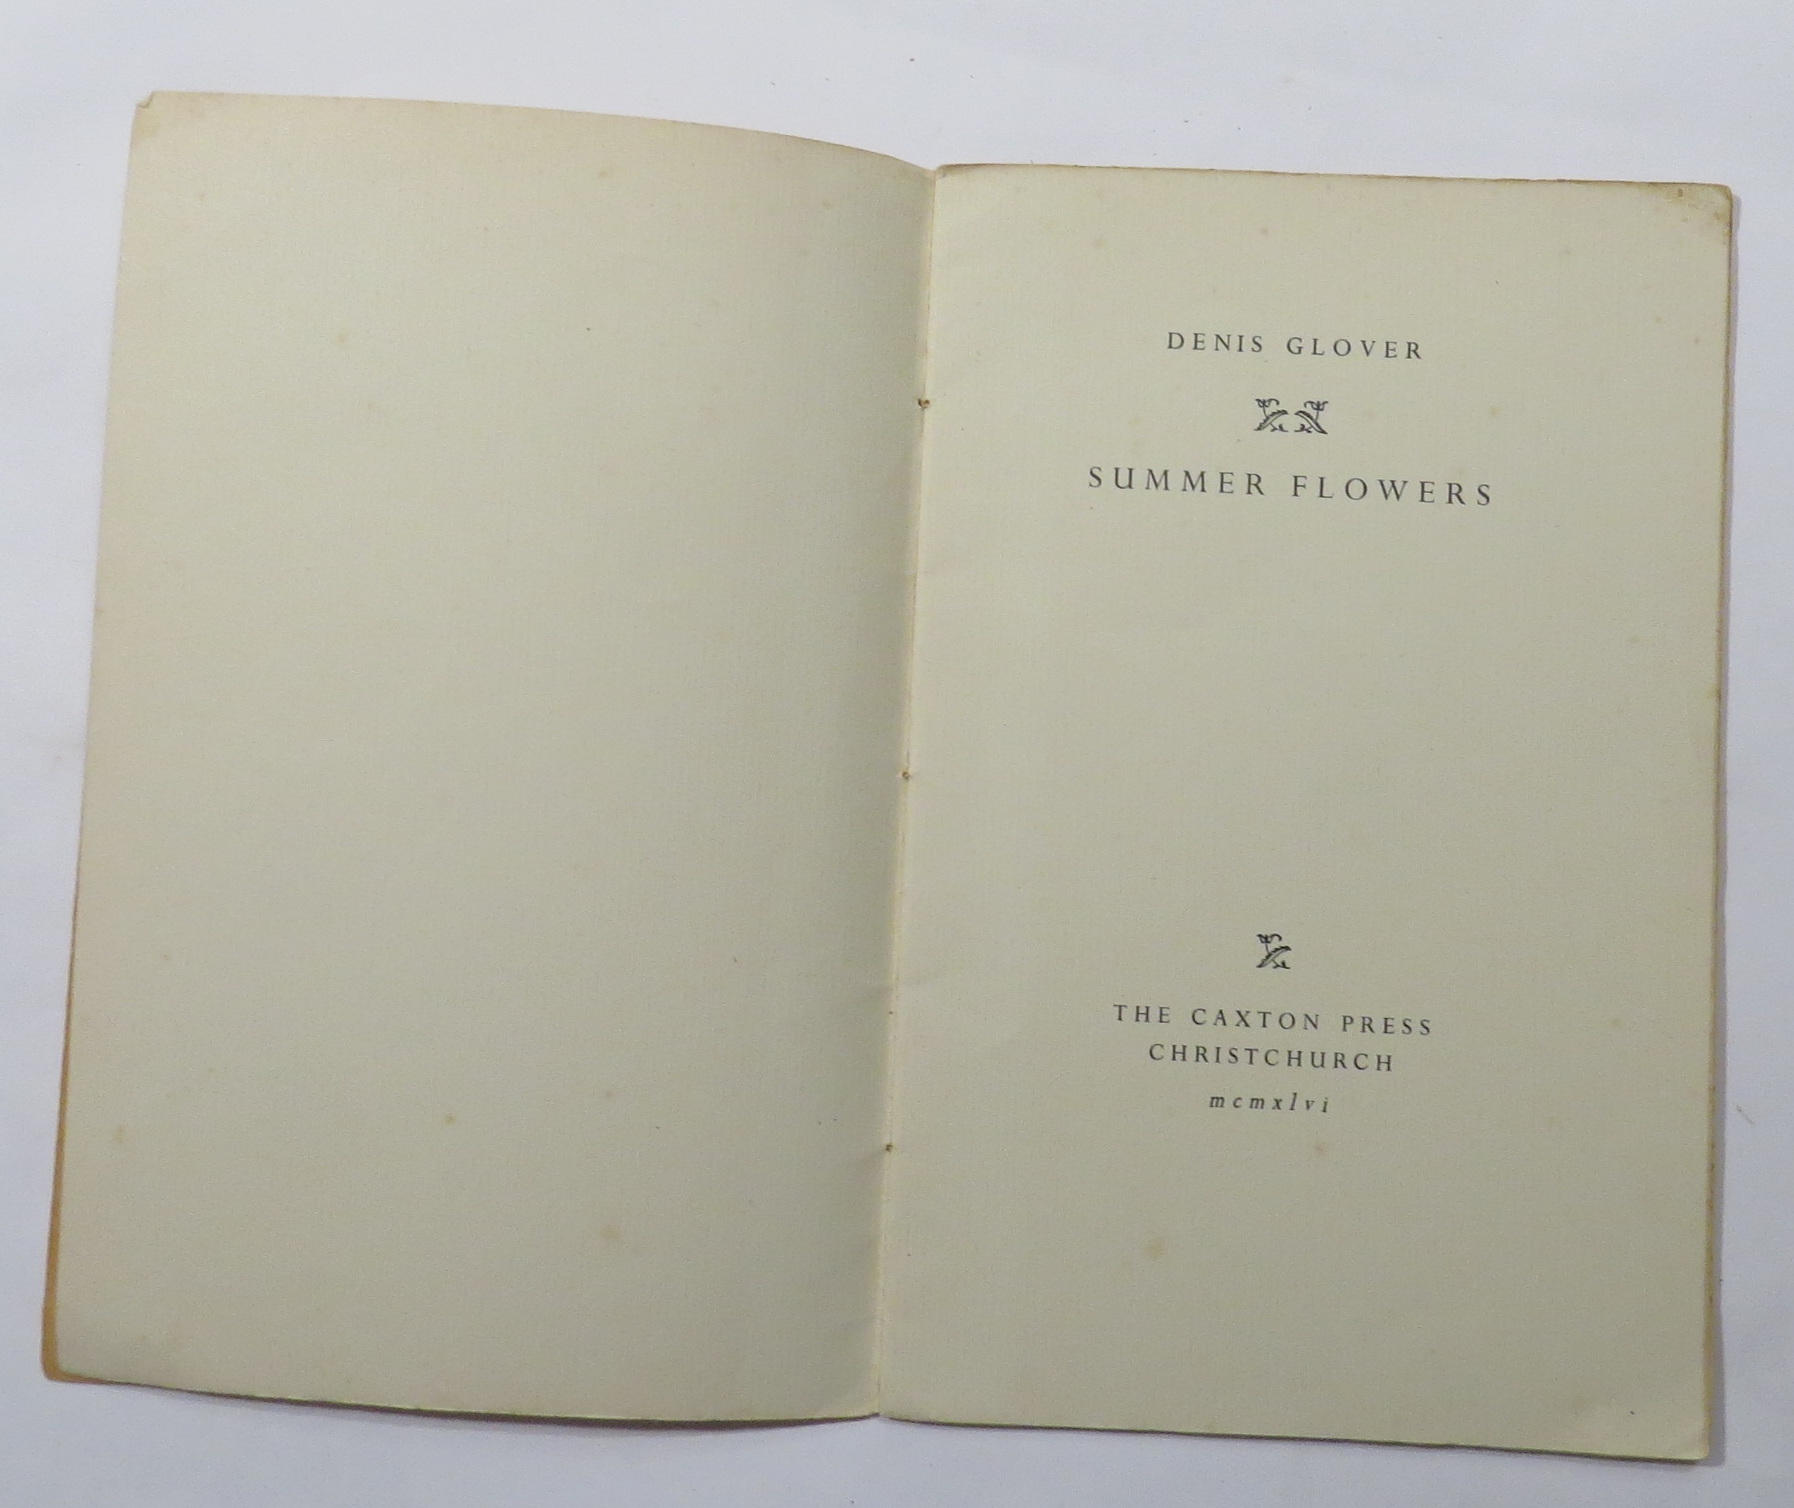 DENIS GLOVER
SUMMER FLOWERS
THE CAXTON PRESS
CHRISTCHURCH
mcmxlvi